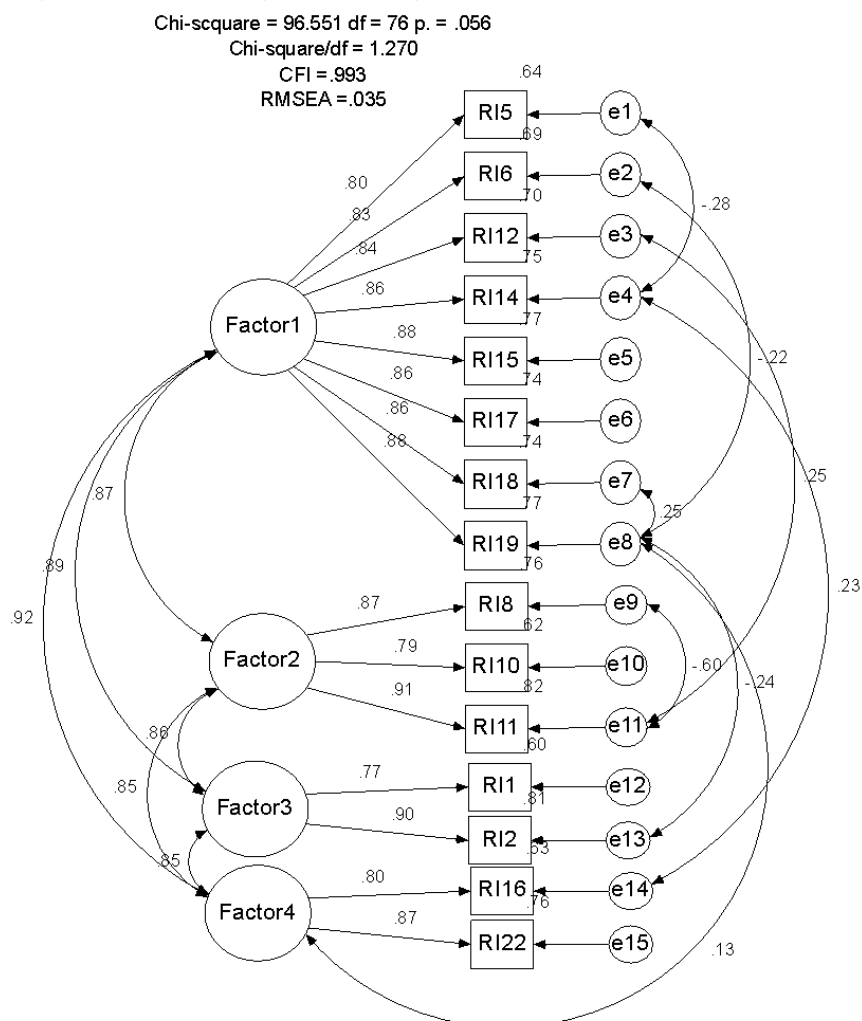 Chi-scquare = 96.551 df = 76 p. = .056
Chi-square/df = 1.270
CFI =.993
RMSEA =.035
.64
RI5
e1
.69
RI6
e2
.80
.70
-.28
.83
RI12
e3
.84
.75
.86
RI14
e4
Factor1
.77
.88
RI15
e5
-.22
.86
.74
.86
RI17
e6
.88
.74
RI18
e7
.25
.87
.77
.25
RI19
e8
.89
.76
.23
.92
.87
RI8
e9
.62
Factor2
.79
RI10
e10
-.60
.91
.82
-.24
RI11
e11
.86
.60
.85
.77
RI1
e12
.81
Factor3
.90
RI2
e13
.63
.85
.80
RI16
e14
.76
Factor4
.87
RI22
e15
.13